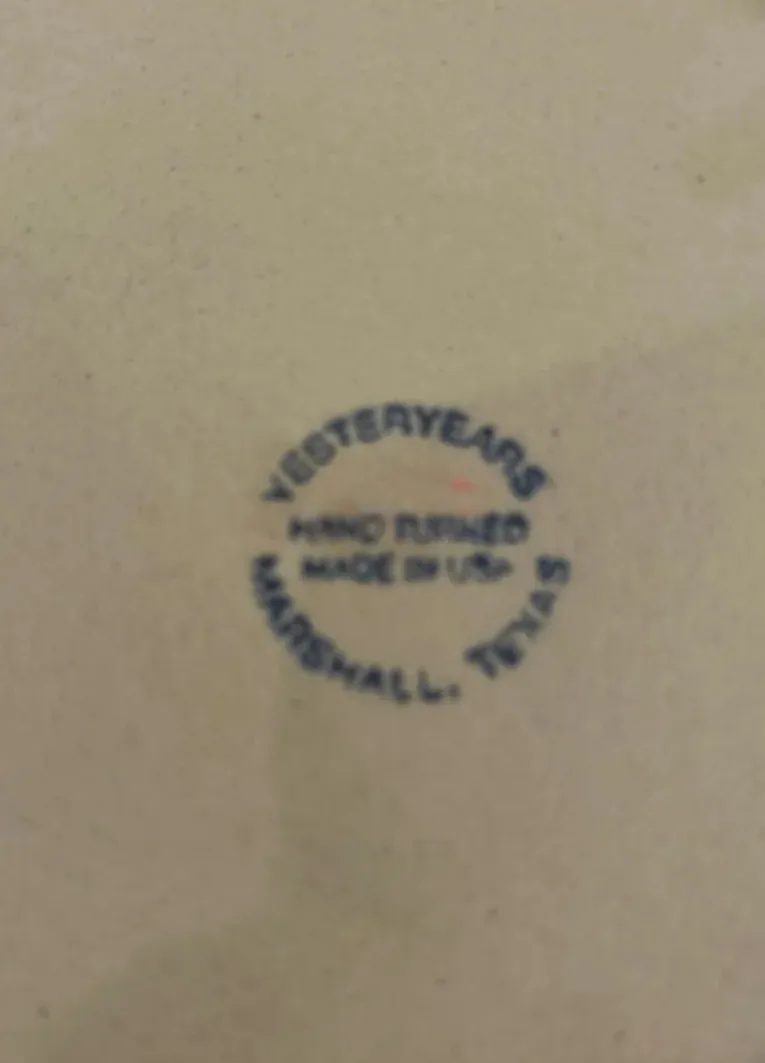 YESTERYEARS
HAND TURNED
MADE IN USA
MARSHALL, TEXAS